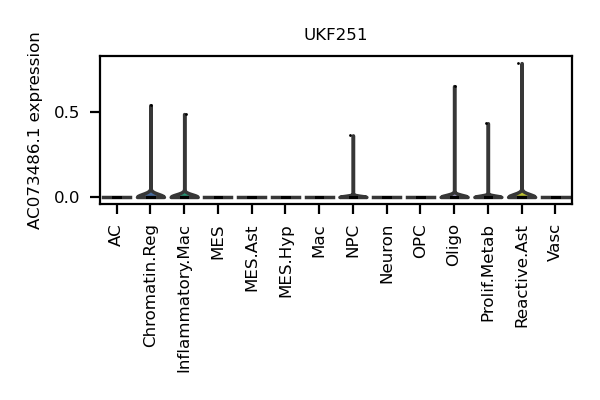 UKF251
AC073486.1 expression
0.5
0.0
AC
Chromatin.Reg
Inflammatory.Mac
MES
MES.Ast
MES.Hyp
Mac
NPC
Neuron
OPC
Oligo
Prolif.Metab
Reactive.Ast
Vasc